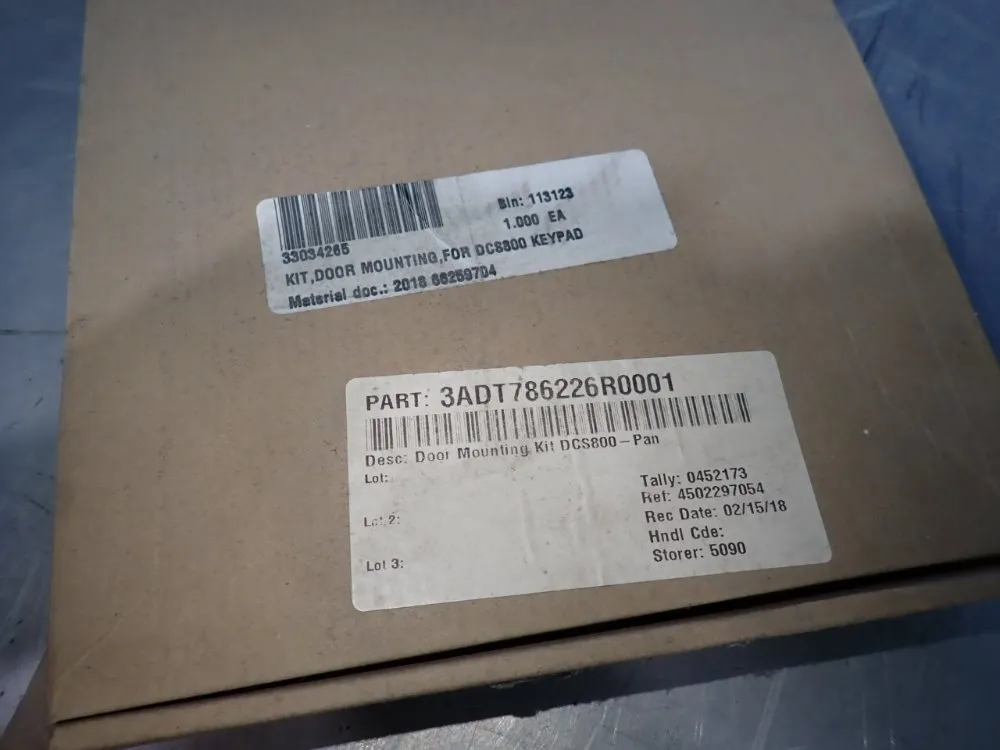 Bin: 113123
1.000 EA
33034265
KIT,DOOR MOUNTING,FOR DCS800 KEYPAD
Material doc.: 2018 66259704
PART: 3ADT786226R0001
Desc: Door Mounting Kit DCS800-Pan
Lot:
Tally: 0452173
Ref: 4502297054
Lot 2:
Rec Date: 02/15/18
Hndl Cde:
Lot 3:
Storer: 5090